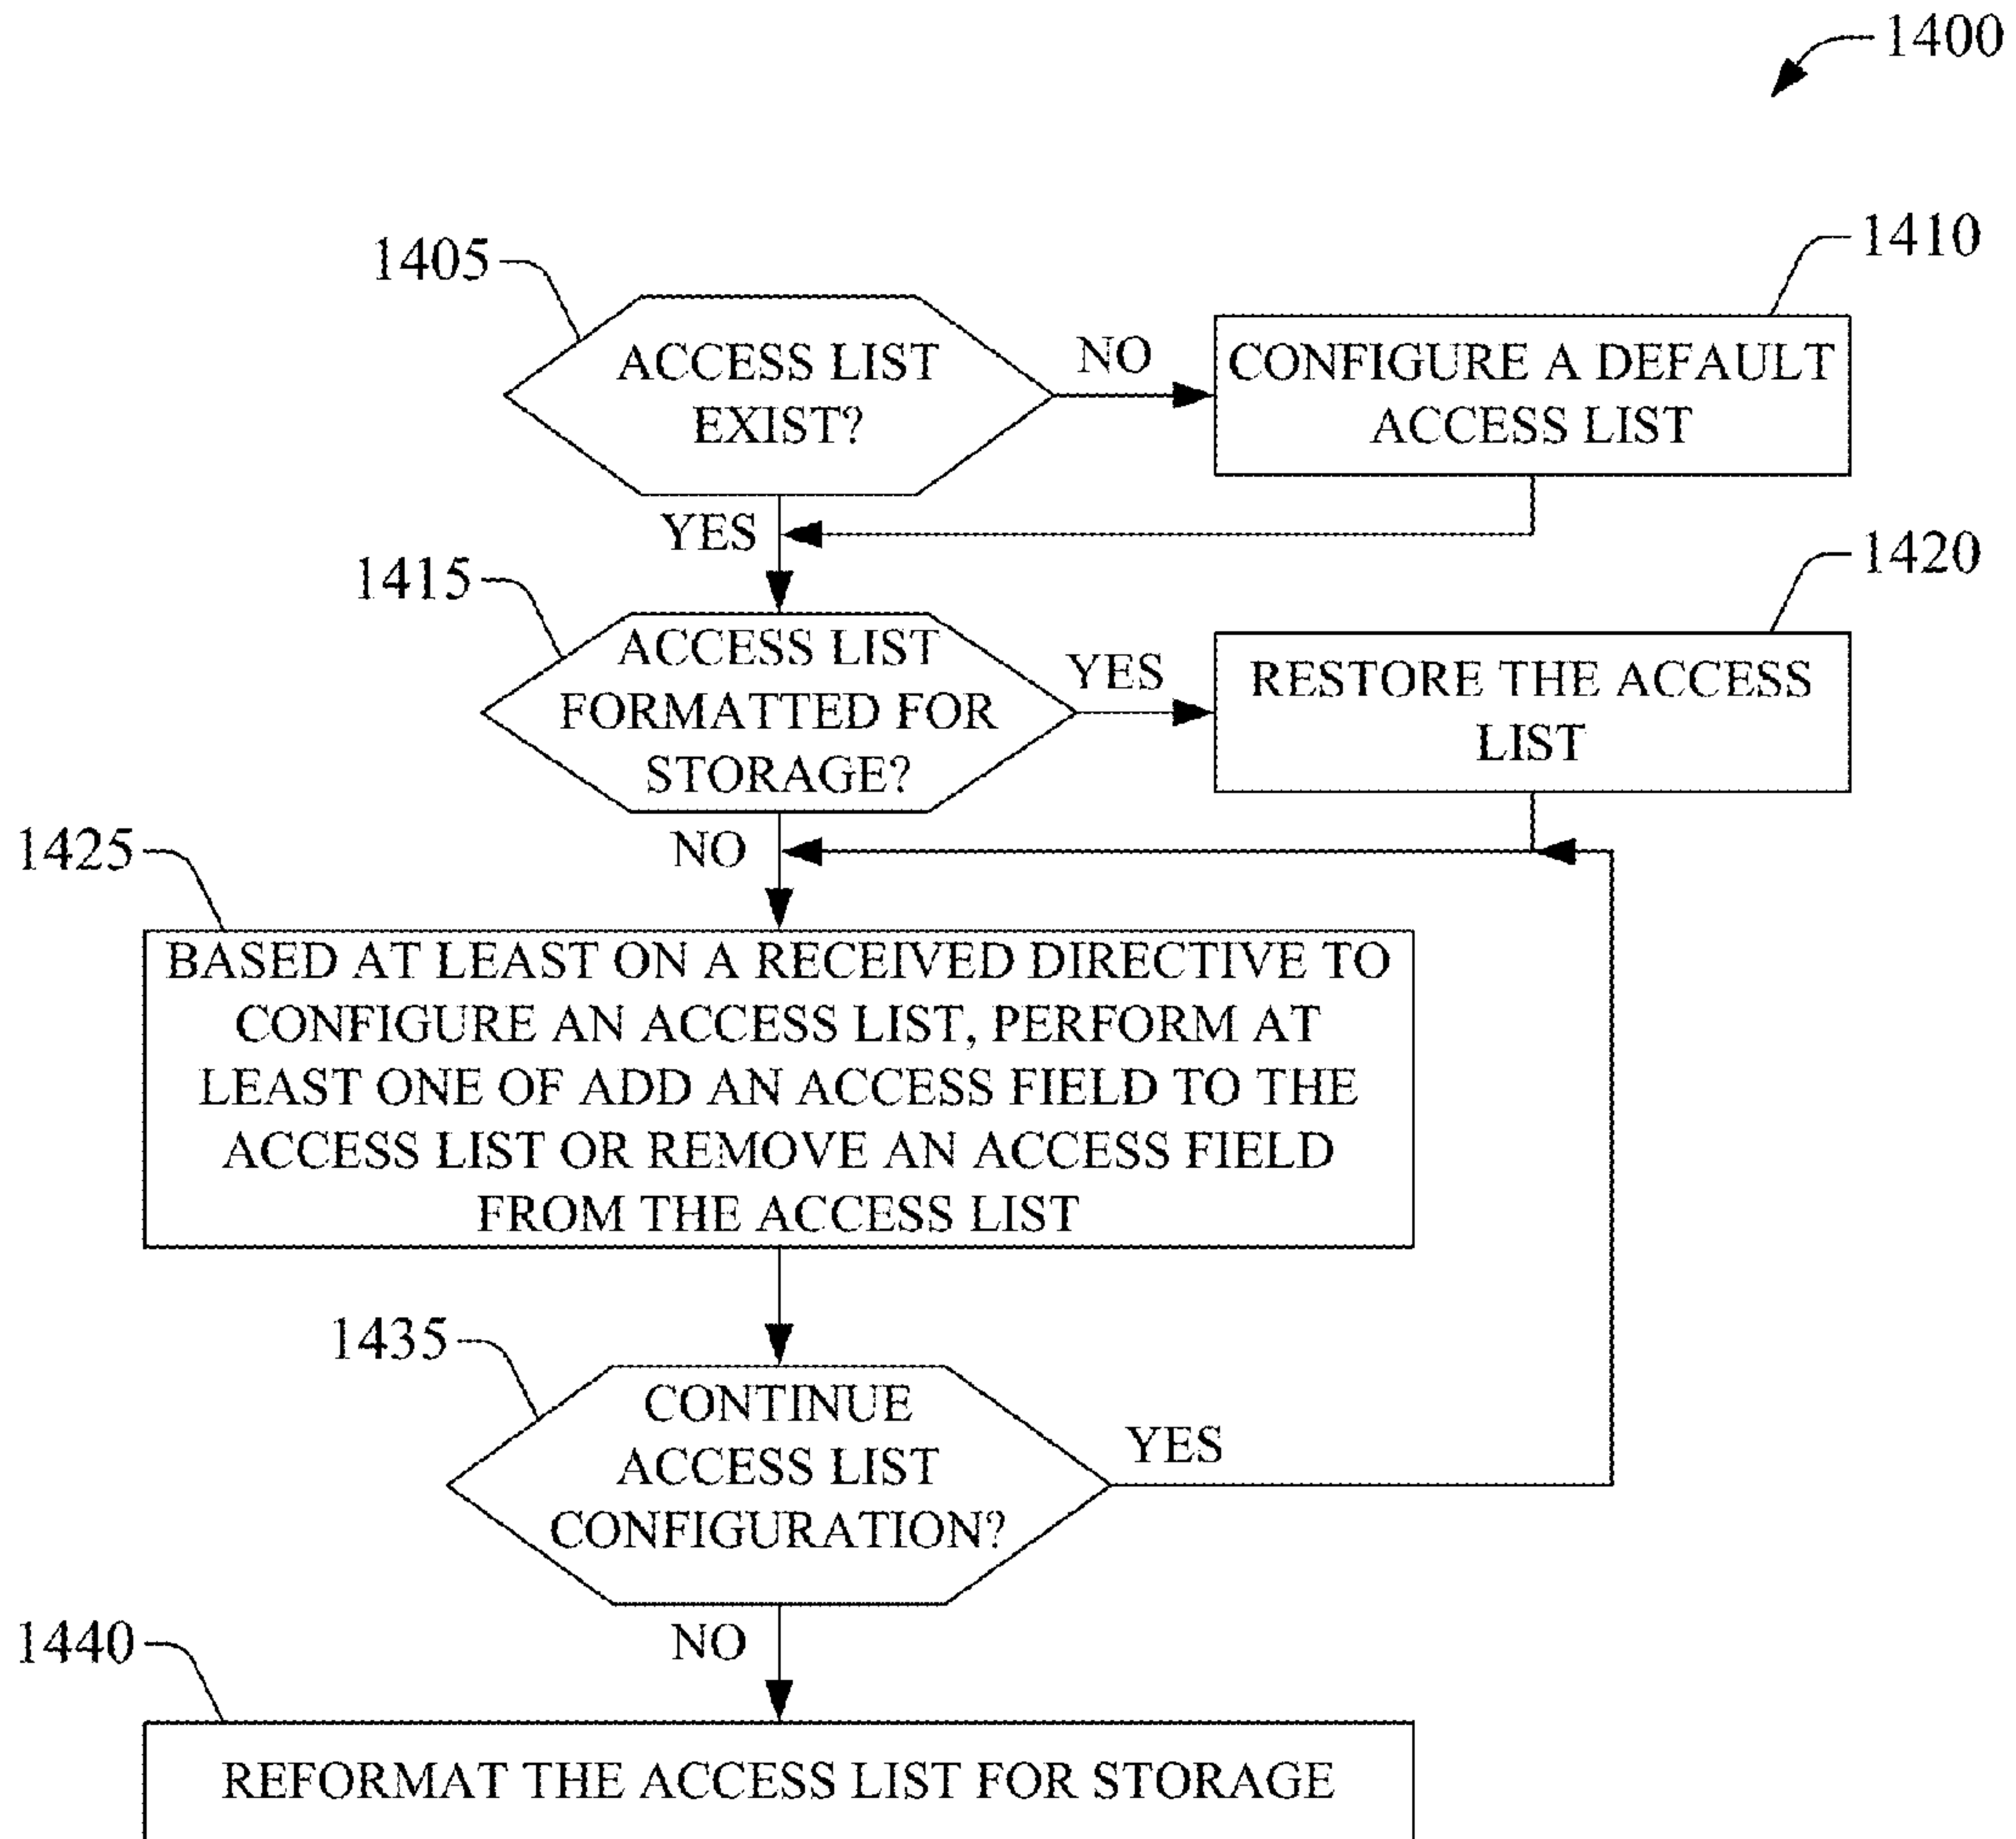 1400
1405
1410
ACCESS LIST
EXIST?
NO
CONFIGURE A DEFAULT
ACCESS LIST
YES
1415
1420
ACCESS LIST
FORMATTED FOR
STORAGE?
YES
RESTORE THE ACCESS
LIST
NO
1425
BASED AT LEAST ON A RECEIVED DIRECTIVE TO
CONFIGURE AN ACCESS LIST, PERFORM AT
LEAST ONE OF ADD AN ACCESS FIELD TO THE
ACCESS LIST OR REMOVE AN ACCESS FIELD
FROM THE ACCESS LIST
1435
CONTINUE
ACCESS LIST
CONFIGURATION?
YES
NO
1440
REFORMAT THE ACCESS LIST FOR STORAGE